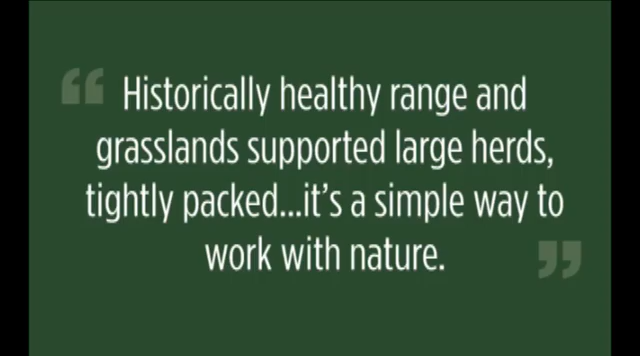 “Historically healthy range and
grasslands supported large herds,
tightly packed...it’s a simple way to
work with nature.”